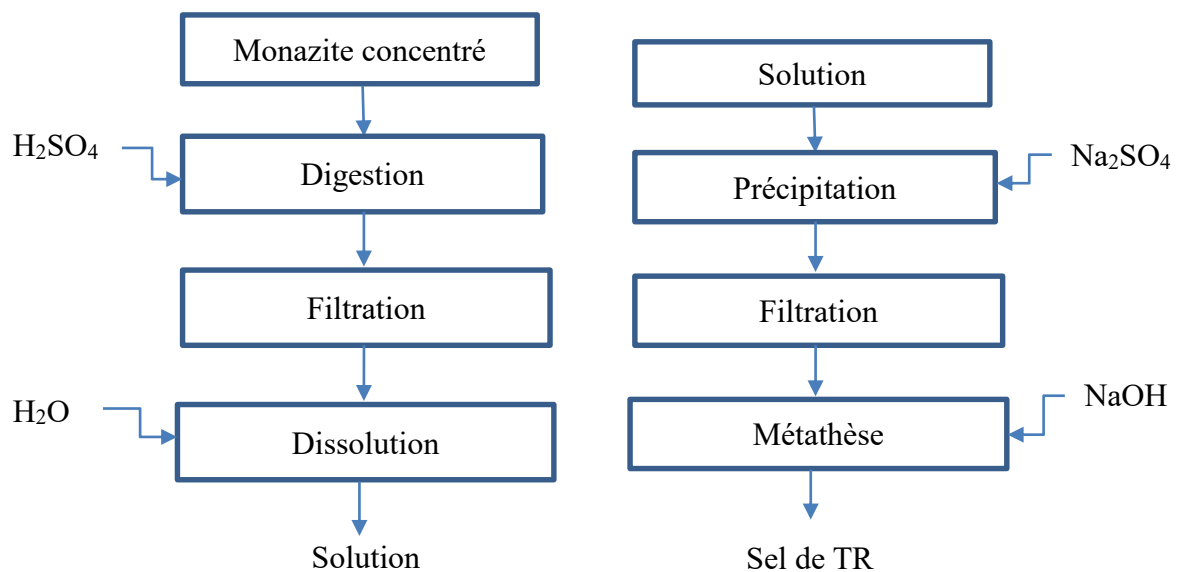 Monazite concentré
H₂SO₄
Digestion
Filtration
H₂O
Dissolution
Solution
Solution
Na₂SO₄
Précipitation
Filtration
NaOH
Métathèse
Sel de TR